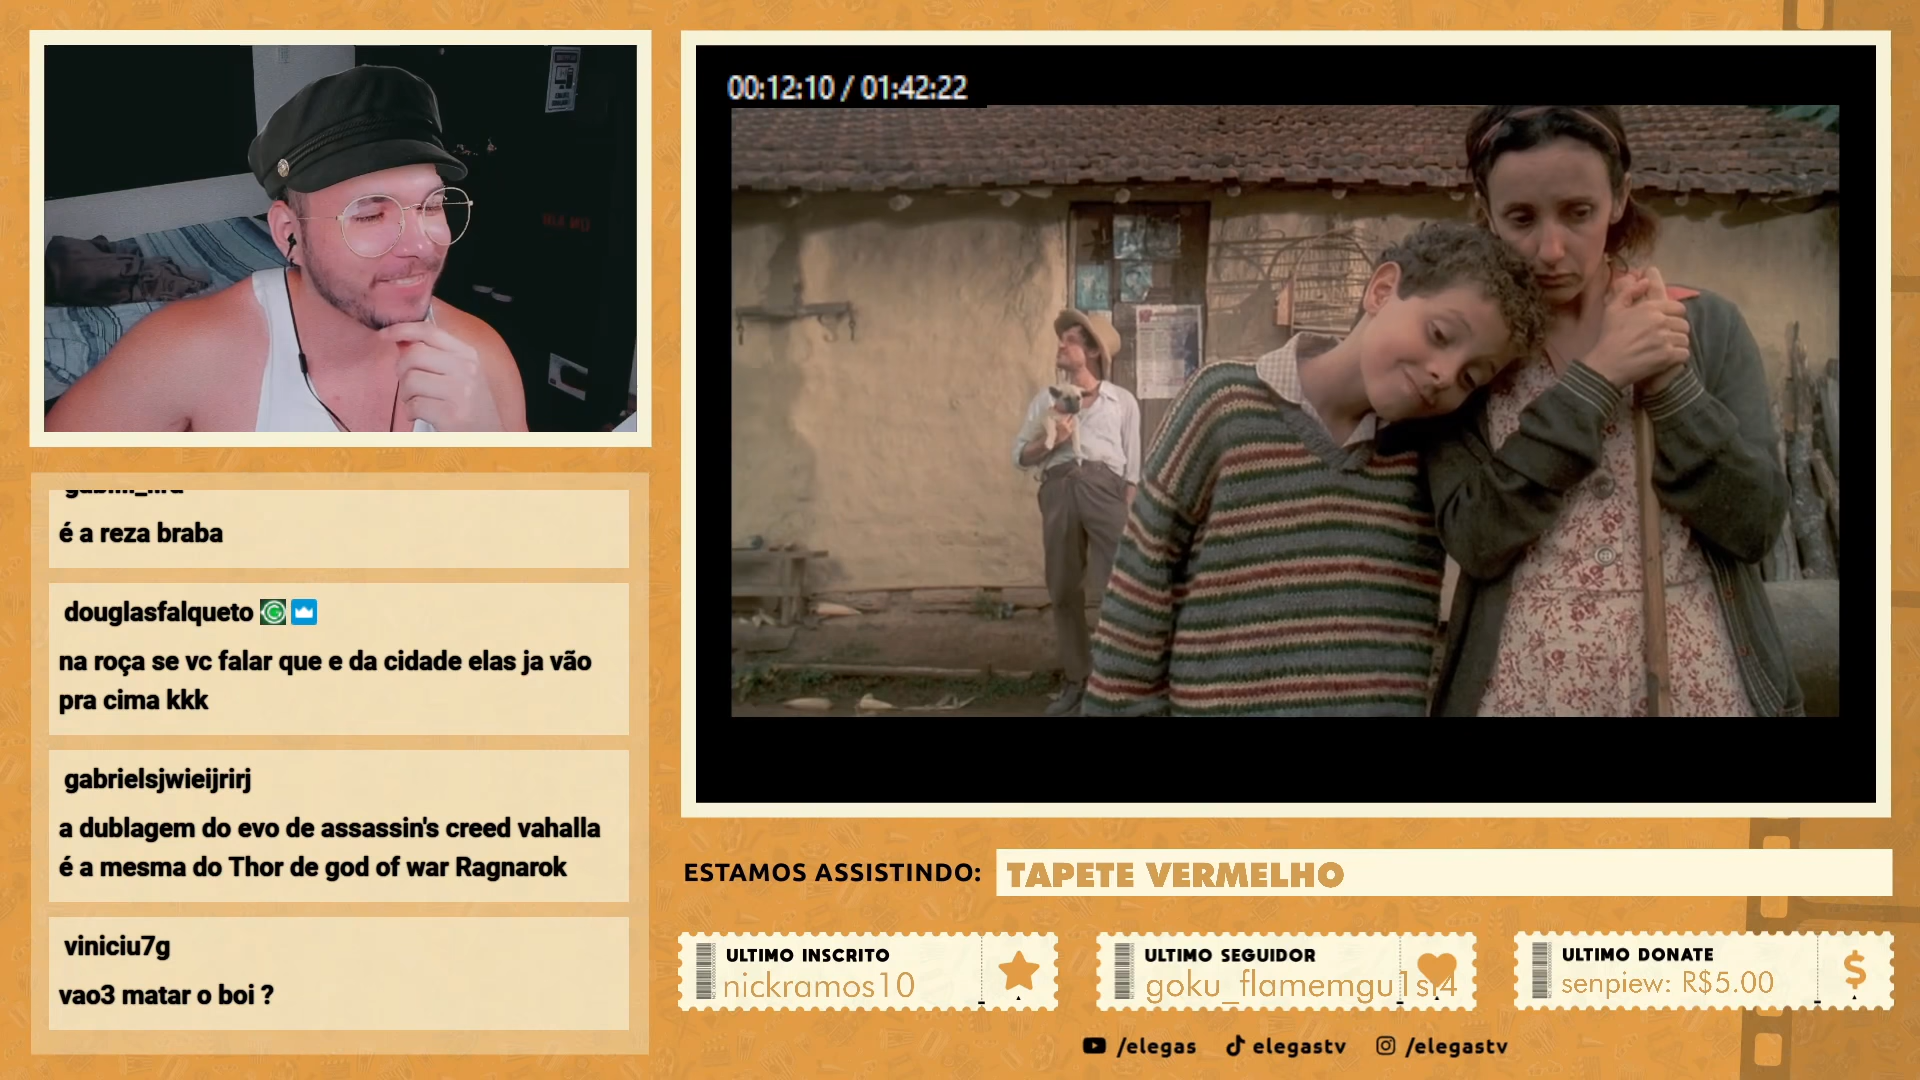 00:12:10 / 01:42:22
é a reza braba
douglasfalqueto
na roça se vc falar que e da cidade elas ja vão
pra cima kkk
gabrielsjwieijrirj
a dublagem do evo de assassin's creed vahalla
é a mesma do Thor de god of war Ragnarok
viniciu7g
vao3 matar o boi ?
ESTAMOS ASSISTINDO: TAPETE VERMELHO
ULTIMO INSCRITO
nickramos10
ULTIMO SEGUIDOR
goku_flamemgu1si4
ULTIMO DONATE
senpiew: R$5.00
$
/elegas elegastv /elegastv